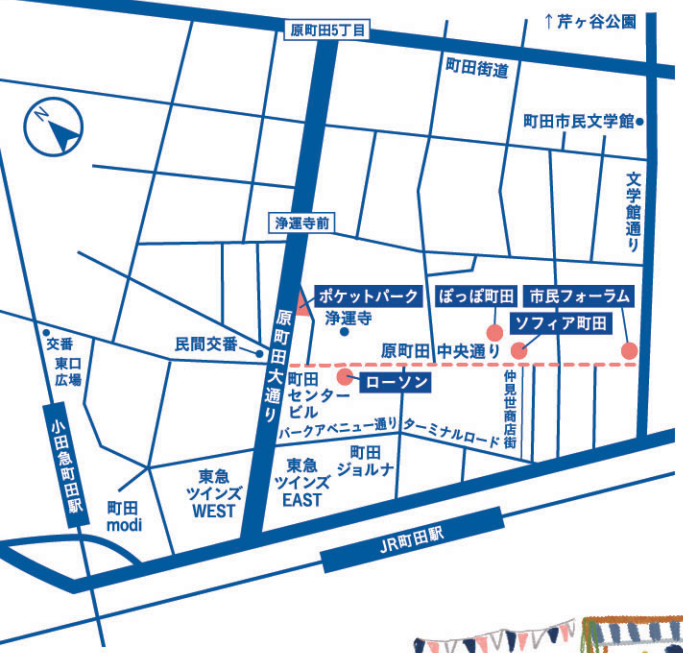 ↑芹ヶ谷公園
原町田5丁目
町田街道
N
町田市民文学館
文学館通り
浄運寺前
ポケットパーク
ぽっぽ町田
市民フォーラム
浄運寺
ソフィア町田
原町田大通り
民間交番
原町田 中央通り
交番
東口
広場
町田
センター
ビル
ローソン
仲見世商店街
小田急町田駅
パークアベニュー通り
ターミナルロード
町田
modi
東急
ツインズ
WEST
東急
ツインズ
EAST
町田
ジョルナ
JR町田駅